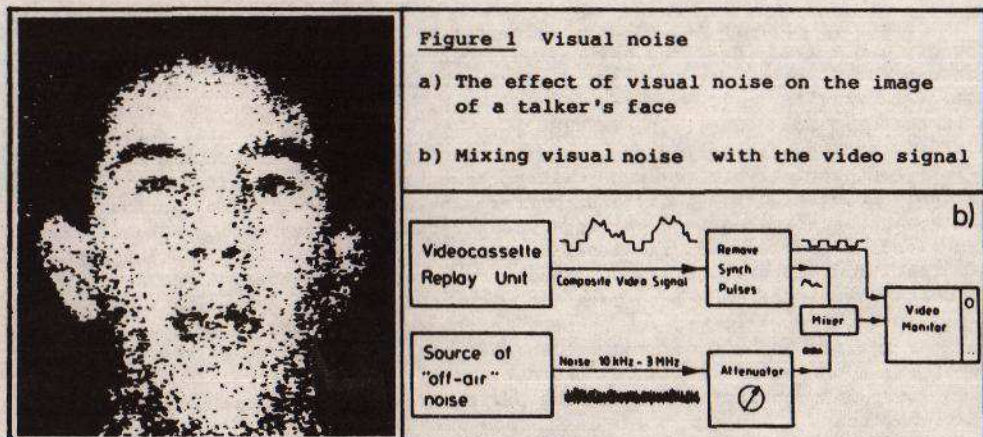 Figure 1 Visual noise
a) The effect of visual noise on the image
of a talker's face
b) Mixing visual noise with the video signal
b)
Videocassette
Replay Unit
Composite Video Signal
Remove
Synch
Pulses
Mixer
Video
Monitor
Source of
"off-air"
noise
Noise: 10 kHz - 3 MHz
Attenuator